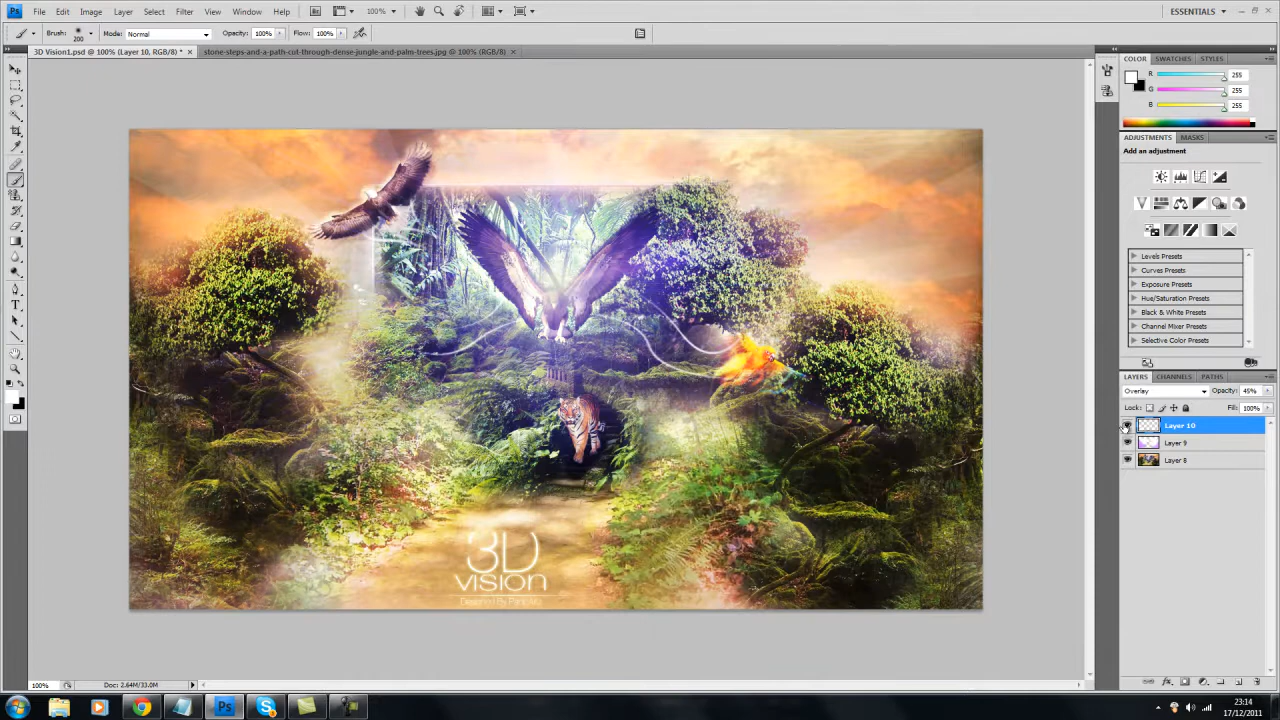 Ps File Edit Image Layer Select Filter View Window Help 100% ESSENTIALS
Brush: 200 Mode: Normal Opacity: 100% Flow: 100%
3D Vision1.psd @ 100% (Layer 10, RGB/8) * × stone-steps-and-a-path-cot-through-dense-jungle-and-palm-trees.jpg @ 100% (RGB/8) ×
COLOR SWATCHES STYLES
R 255
G 255
B 255
ADJUSTMENTS MASKS
Add an adjustment
Levels Presets
Curves Presets
Exposure Presets
Hue/Saturation Presets
Black & White Presets
Channel Mixer Presets
Selective Color Presets
LAYERS CHANNELS PATHS
Overlay Opacity: 45%
Lock: Fill: 100%
Layer 10
Layer 9
Layer 8
3D
vision
Designed By
100% Doc: 2.64M/33.0M
Ps 23:14
17/12/2011